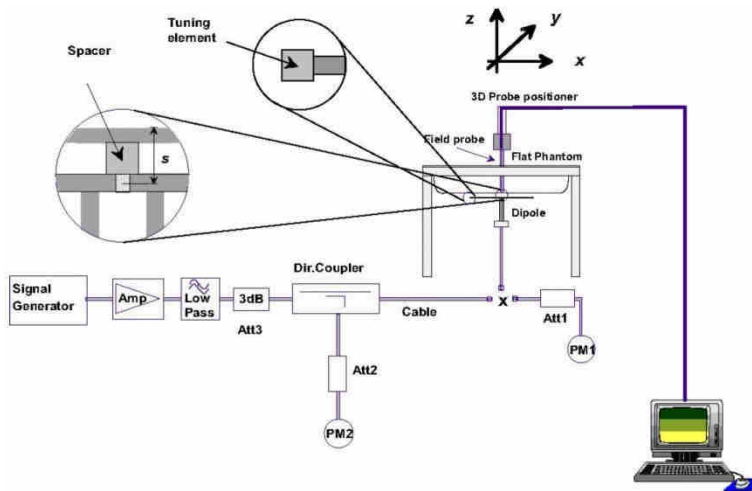 Tuning
element
Spacer
s
z
y
x
3D Probe positioner
Field probe
Flat Phantom
Dipole
Dir.Coupler
Signal
Generator
Amp
Low
Pass
3dB
Att3
Cable
x
Att1
PM1
Att2
PM2